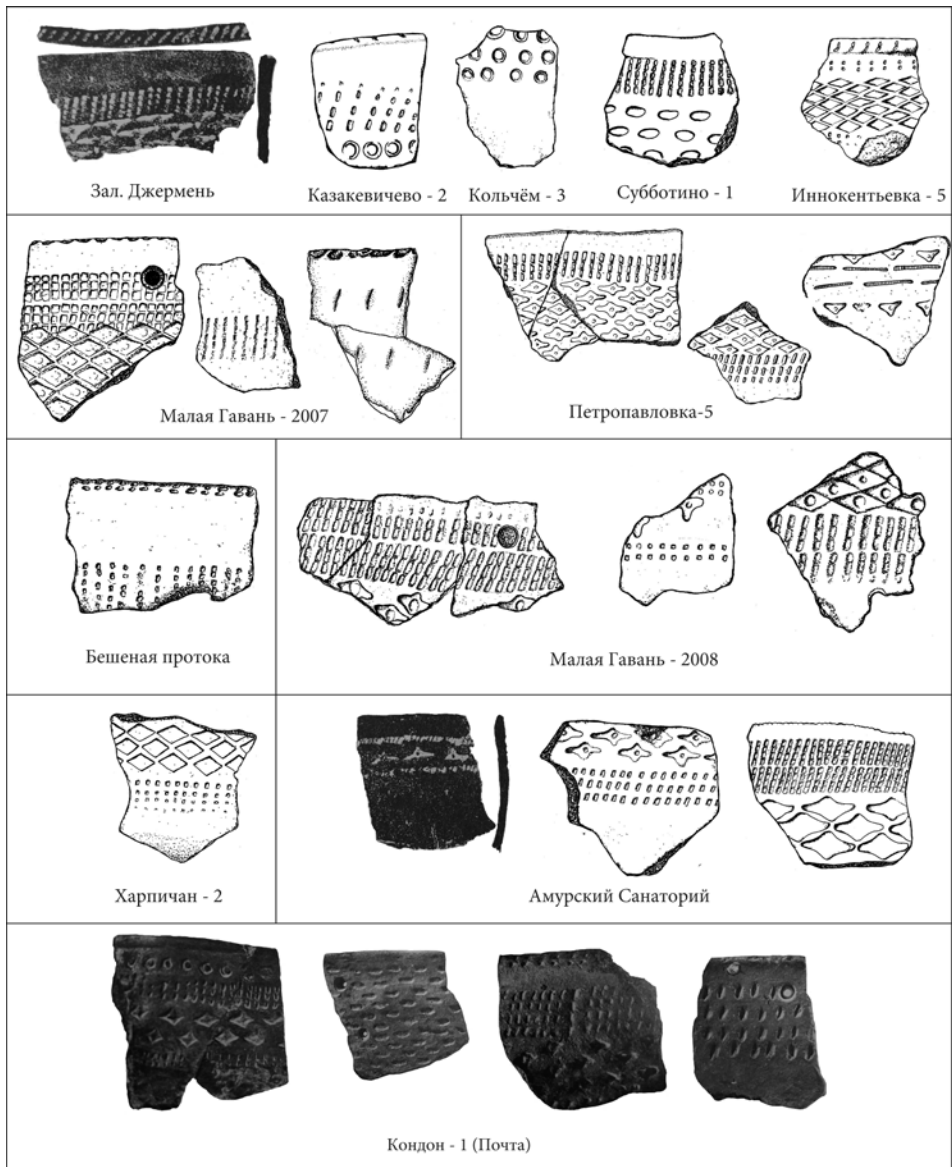 Зал. Джермень
Казакевичево - 2
Кольчём - 3
Субботино - 1
Иннокентьевка - 5
Малая Гавань - 2007
Петропавловка-5
Бешеная протока
Малая Гавань - 2008
Харпичан - 2
Амурский Санаторий
Кондон - 1 (Почта)